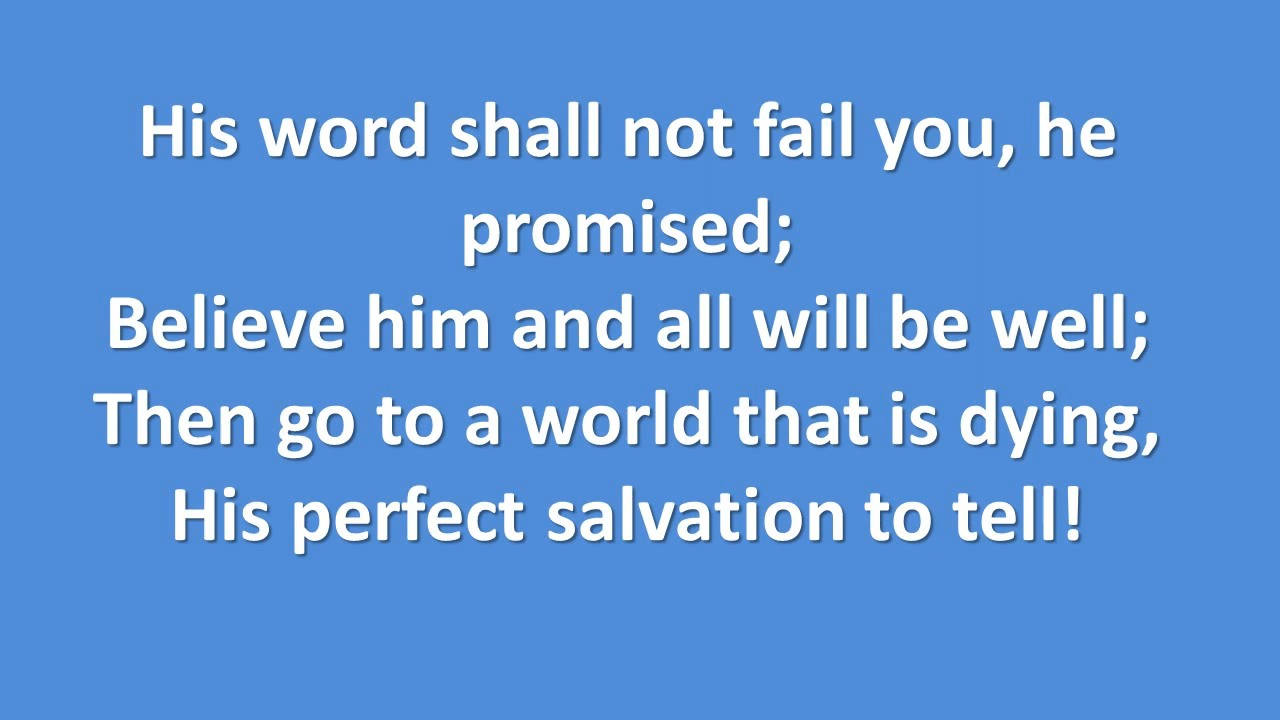 His word shall not fail you, he
promised;
Believe him and all will be well;
Then go to a world that is dying,
His perfect salvation to tell!